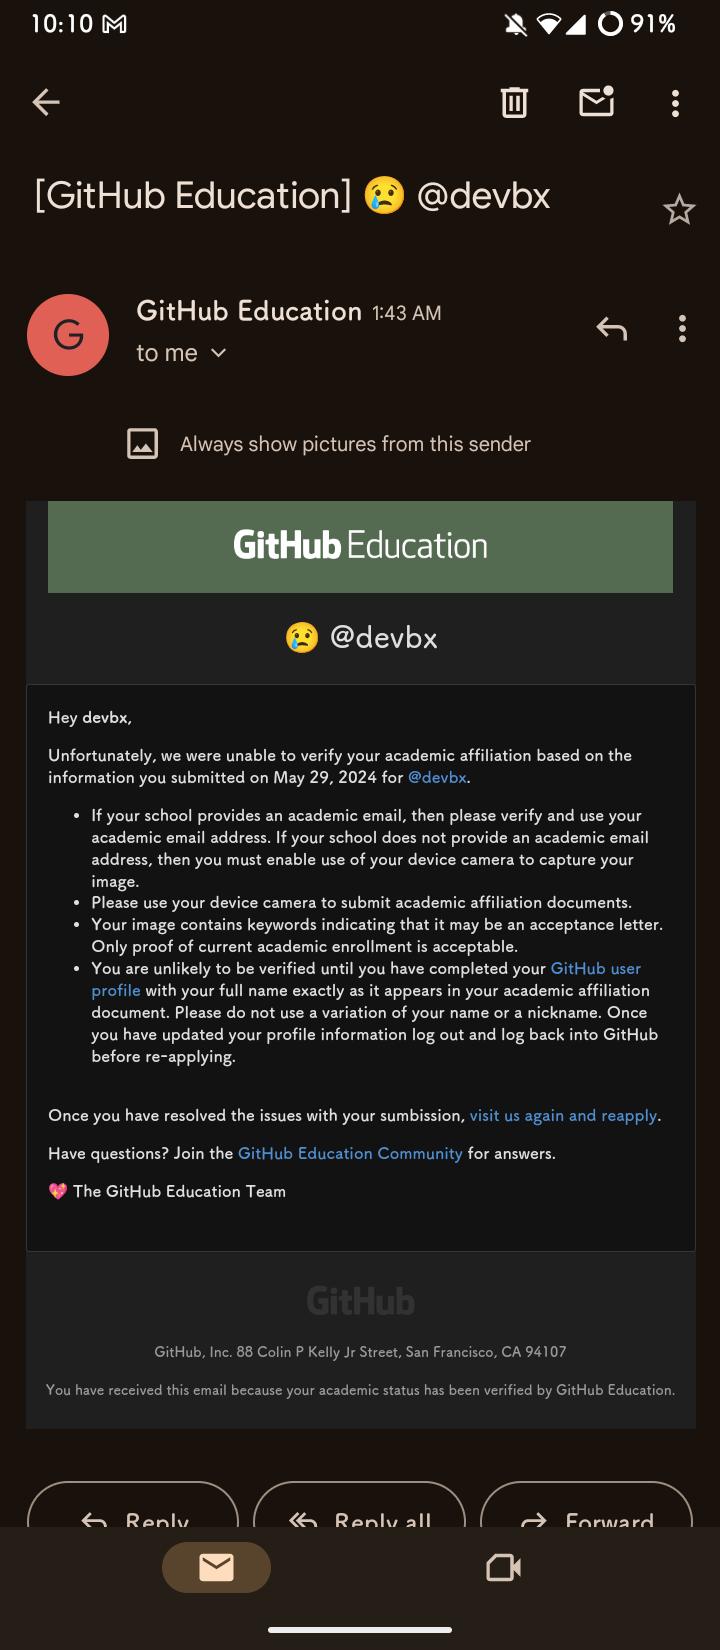 10:10
91%
[GitHub Education] 😢 @devbx
G
GitHub Education 1:43 AM
to me
Always show pictures from this sender
GitHub Education
😢 @devbx
Hey devbx,
Unfortunately, we were unable to verify your academic affiliation based on the
information you submitted on May 29, 2024 for @devbx.
• If your school provides an academic email, then please verify and use your
academic email address. If your school does not provide an academic email
address, then you must enable use of your device camera to capture your
image.
• Please use your device camera to submit academic affiliation documents.
• Your image contains keywords indicating that it may be an acceptance letter.
Only proof of current academic enrollment is acceptable.
• You are unlikely to be verified until you have completed your GitHub user
profile with your full name exactly as it appears in your academic affiliation
document. Please do not use a variation of your name or a nickname. Once
you have updated your profile information log out and log back into GitHub
before re-applying.
Once you have resolved the issues with your sumbission, visit us again and reapply.
Have questions? Join the GitHub Education Community for answers.
💖 The GitHub Education Team
GitHub
GitHub, Inc. 88 Colin P Kelly Jr Street, San Francisco, CA 94107
You have received this email because your academic status has been verified by GitHub Education.
Reply Reply all Forward